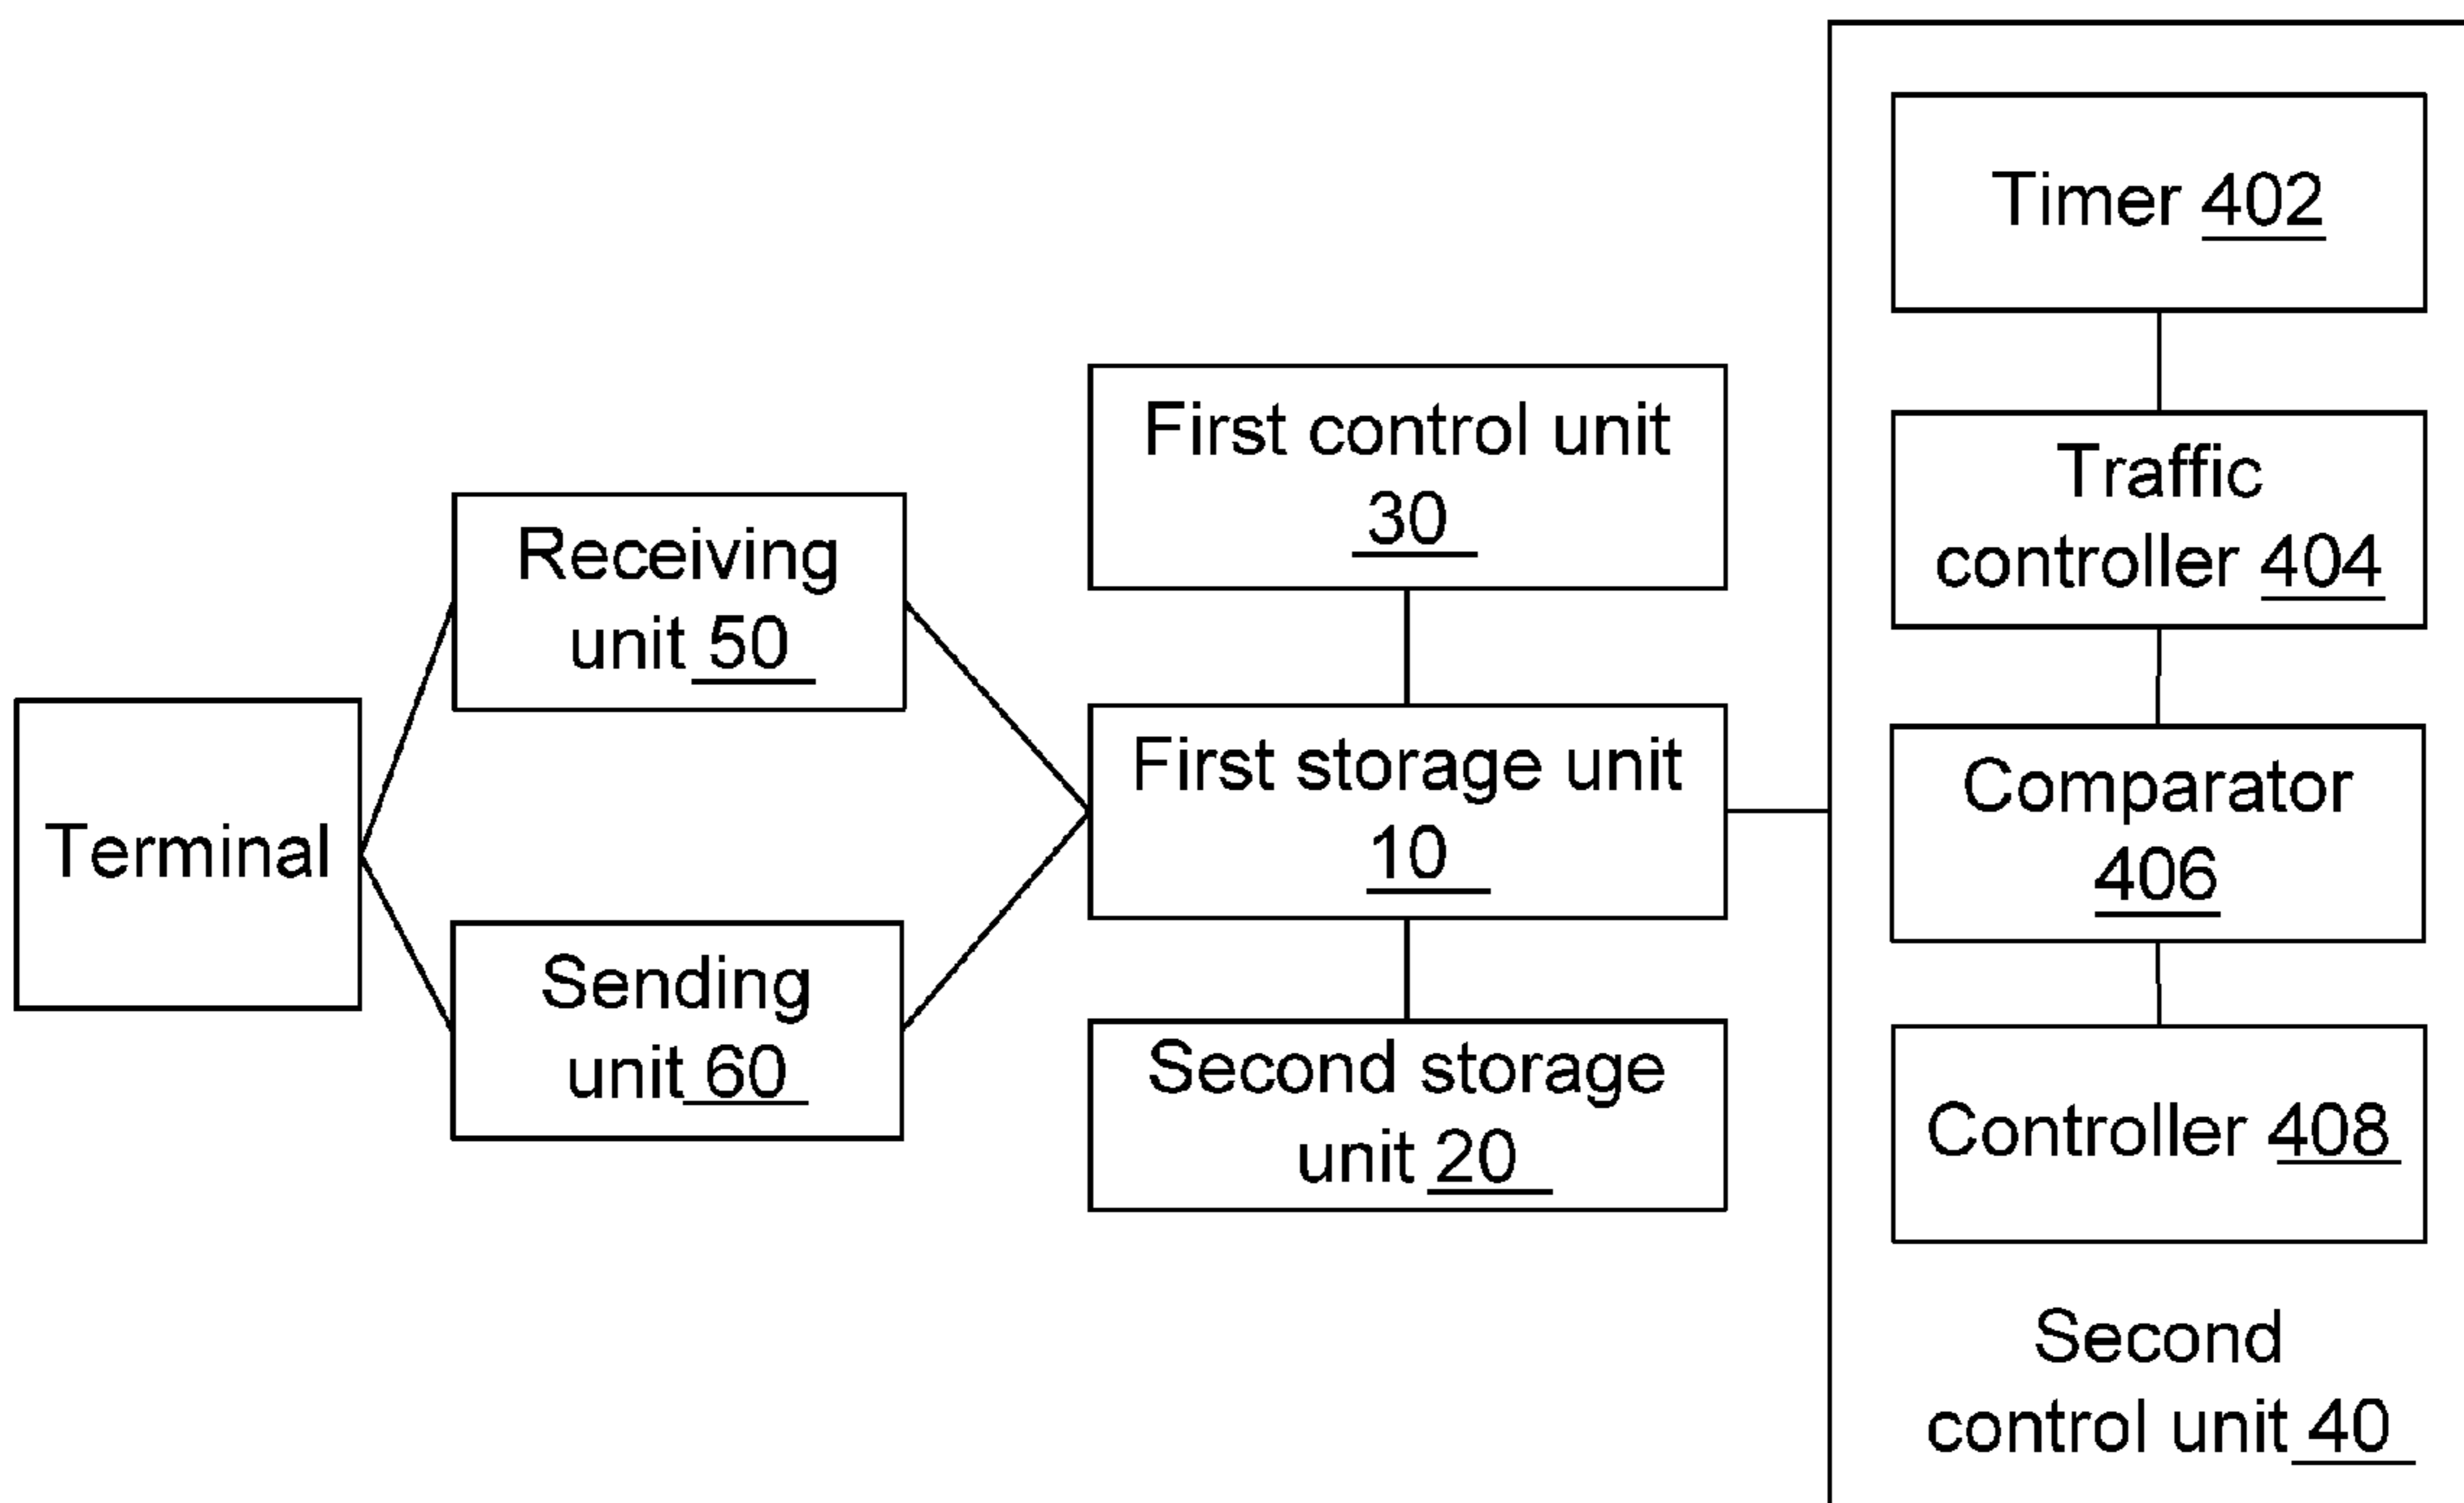 Terminal
Receiving
unit 50
Sending
unit 60
First control unit
30
First storage unit
10
Second storage
unit 20
Timer 402
Traffic
controller 404
Comparator
406
Controller 408
Second
control unit 40